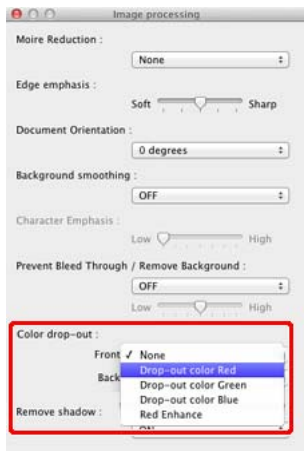 Image processing
Moire Reduction :
None
Edge emphasis :
Soft Sharp
Document Orientation :
0 degrees
Background smoothing :
OFF
Character Emphasis :
Low High
Prevent Bleed Through / Remove Background :
OFF
Low High
Color drop-out :
Front ✓ None
Drop-out color Red
Back Drop-out color Green
Drop-out color Blue
Remove shadow : Red Enhance
ON